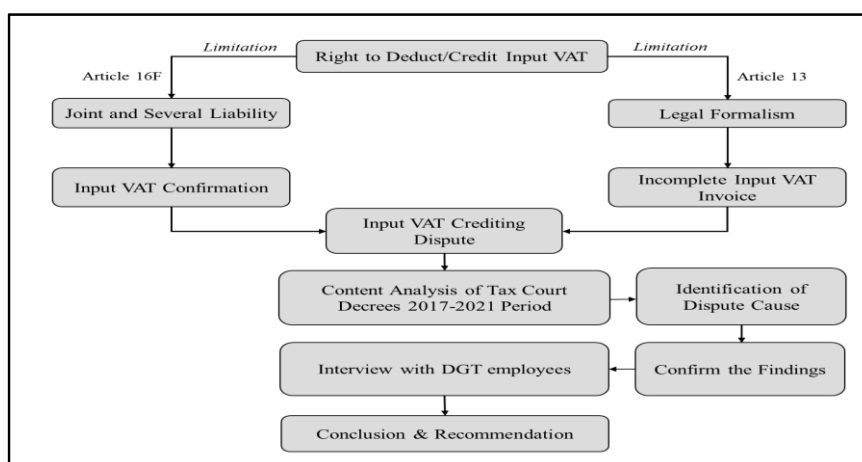 Limitation
Right to Deduct/Credit Input VAT
Limitation
Article 16F
Article 13
Joint and Several Liability
Legal Formalism
Input VAT Confirmation
Incomplete Input VAT
Invoice
Input VAT Crediting
Dispute
Content Analysis of Tax Court
Decrees 2017-2021 Period
Identification of
Dispute Cause
Interview with DGT employees
Confirm the Findings
Conclusion & Recommendation